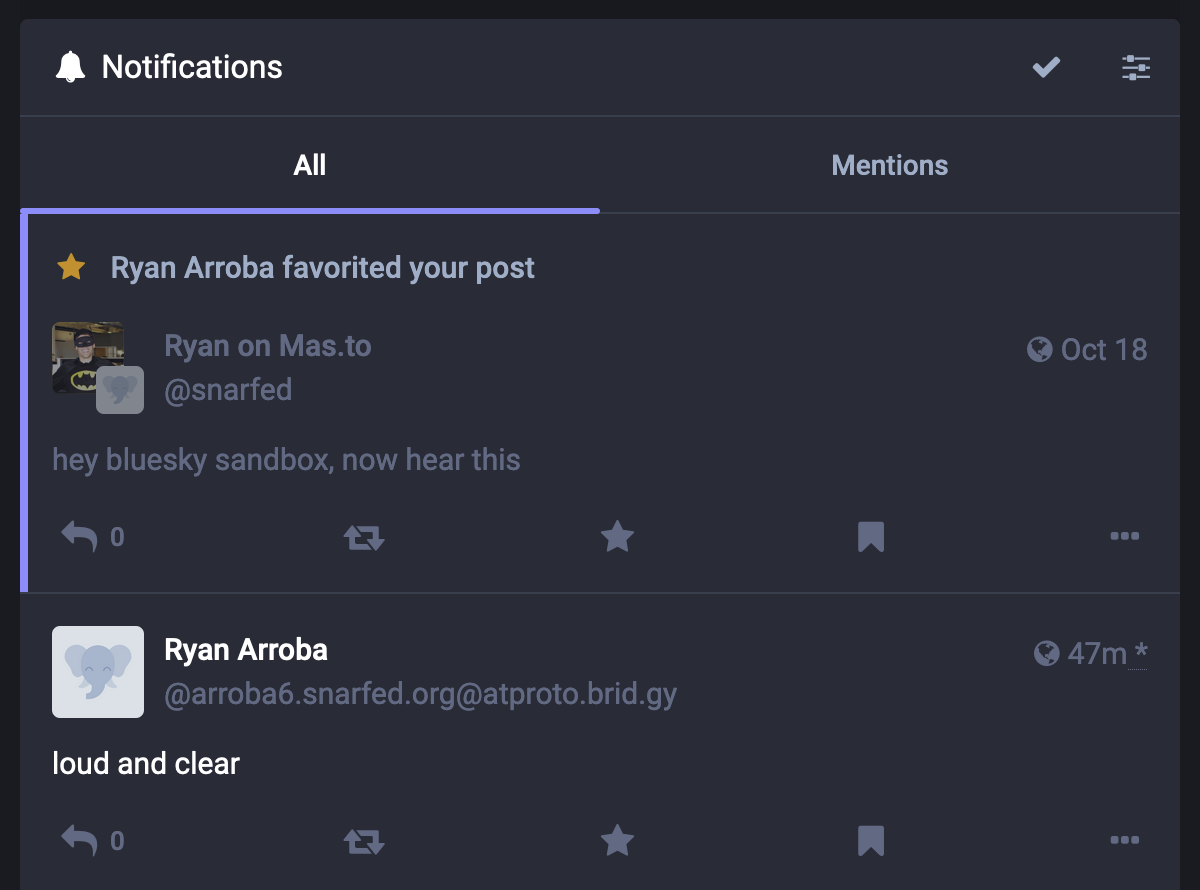 Notifications
All
Mentions
Ryan Arroba favorited your post
Ryan on Mas.to
Oct 18
@snarfed
hey bluesky sandbox, now hear this
0
Ryan Arroba
47m *
@arroba6.snarfed.org@atproto.brid.gy
loud and clear
0